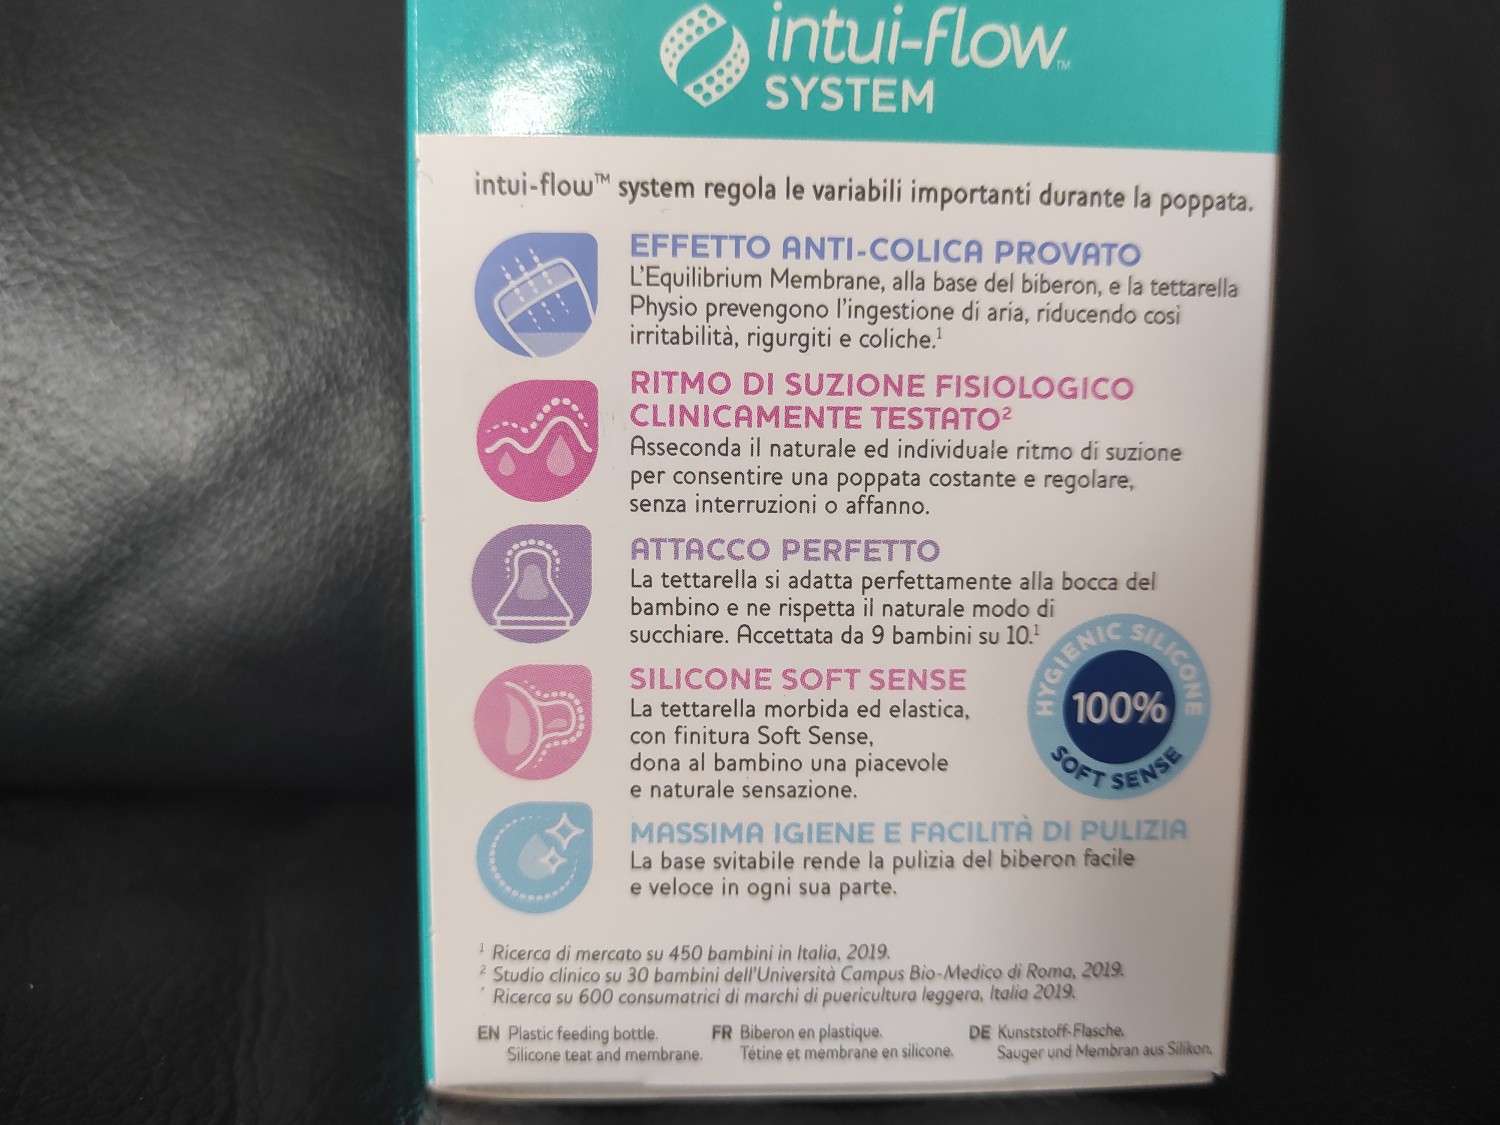 intui-flow™
SYSTEM
intui-flow™ system regola le variabili importanti durante la poppata.
EFFETTO ANTI-COLICA PROVATO
L'Equilibrium Membrane, alla base del biberon, e la tettarella
Physio prevengono l'ingestione di aria, riducendo così
irritabilità, rigurgiti e coliche.¹
RITMO DI SUZIONE FISIOLOGICO
CLINICAMENTE TESTATO²
Asseconda il naturale ed individuale ritmo di suzione
per consentire una poppata costante e regolare,
senza interruzioni o affanno.
ATTACCO PERFETTO
La tettarella si adatta perfettamente alla bocca del
bambino e ne rispetta il naturale modo di
succhiare. Accettata da 9 bambini su 10.¹
SILICONE SOFT SENSE
La tettarella morbida ed elastica,
con finitura Soft Sense,
dona al bambino una piacevole
e naturale sensazione.
HYGIENIC SILICONE
100%
SOFT SENSE
MASSIMA IGIENE E FACILITÀ DI PULIZIA
La base svitabile rende la pulizia del biberon facile
e veloce in ogni sua parte.
¹ Ricerca di mercato su 450 bambini in Italia, 2019.
² Studio clinico su 30 bambini dell'Università Campus Bio-Medico di Roma, 2019.
* Ricerca su 600 consumatrici di marchi di puericultura leggera, Italia 2019.
EN Plastic feeding bottle.
Silicone teat and membrane.
FR Biberon en plastique.
Tétine et membrane en silicone.
DE Kunststoff-Flasche.
Sauger und Membran aus Silikon.